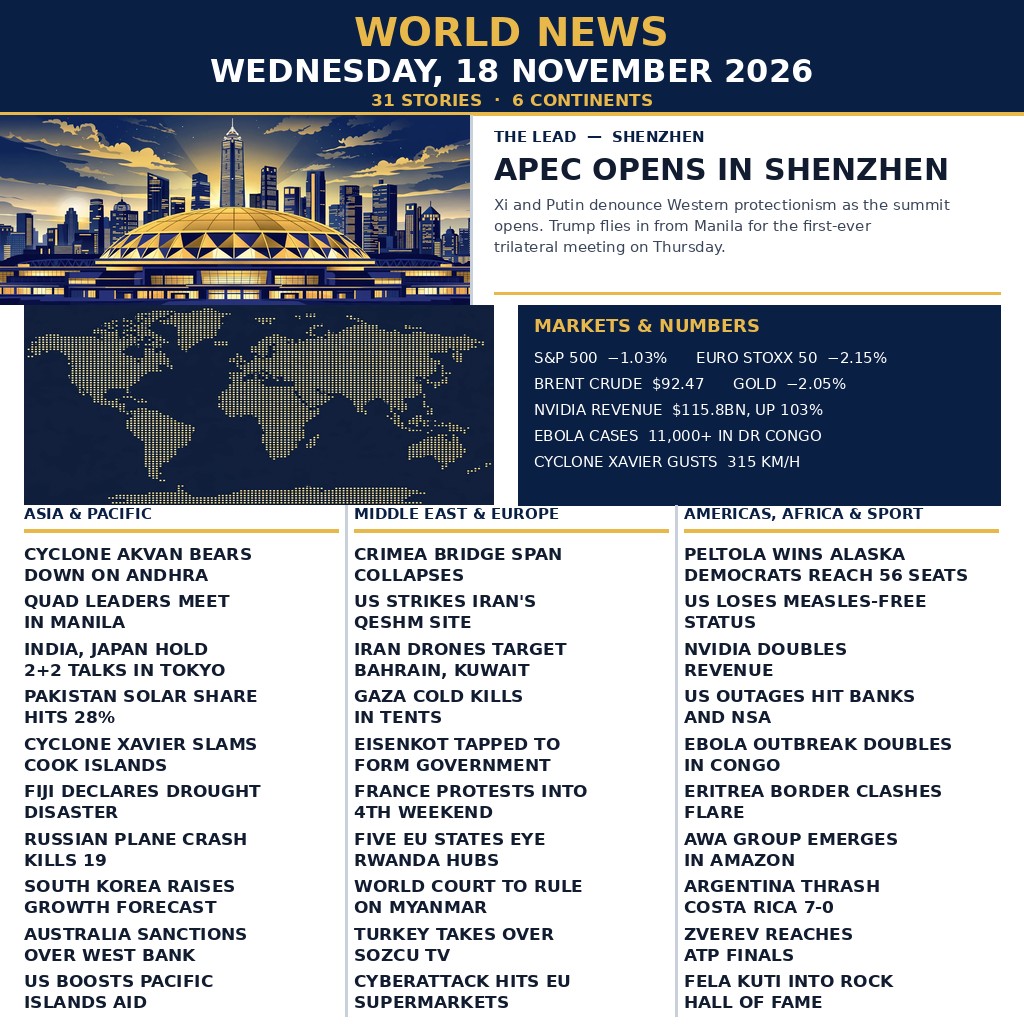 WORLD NEWS
WEDNESDAY, 18 NOVEMBER 2026
31 STORIES · 6 CONTINENTS
THE LEAD — SHENZHEN
APEC OPENS IN SHENZHEN
Xi and Putin denounce Western protectionism as the summit
opens. Trump flies in from Manila for the first-ever
trilateral meeting on Thursday.
MARKETS & NUMBERS
S&P 500 −1.03% EURO STOXX 50 −2.15%
BRENT CRUDE $92.47 GOLD −2.05%
NVIDIA REVENUE $115.8BN, UP 103%
EBOLA CASES 11,000+ IN DR CONGO
CYCLONE XAVIER GUSTS 315 KM/H
ASIA & PACIFIC
CYCLONE AKVAN BEARS
DOWN ON ANDHRA
QUAD LEADERS MEET
IN MANILA
INDIA, JAPAN HOLD
2+2 TALKS IN TOKYO
PAKISTAN SOLAR SHARE
HITS 28%
CYCLONE XAVIER SLAMS
COOK ISLANDS
FIJI DECLARES DROUGHT
DISASTER
RUSSIAN PLANE CRASH
KILLS 19
SOUTH KOREA RAISES
GROWTH FORECAST
AUSTRALIA SANCTIONS
OVER WEST BANK
US BOOSTS PACIFIC
ISLANDS AID
MIDDLE EAST & EUROPE
CRIMEA BRIDGE SPAN
COLLAPSES
US STRIKES IRAN'S
QESHM SITE
IRAN DRONES TARGET
BAHRAIN, KUWAIT
GAZA COLD KILLS
IN TENTS
EISENKOT TAPPED TO
FORM GOVERNMENT
FRANCE PROTESTS INTO
4TH WEEKEND
FIVE EU STATES EYE
RWANDA HUBS
WORLD COURT TO RULE
ON MYANMAR
TURKEY TAKES OVER
SOZCU TV
CYBERATTACK HITS EU
SUPERMARKETS
AMERICAS, AFRICA & SPORT
PELTOLA WINS ALASKA
DEMOCRATS REACH 56 SEATS
US LOSES MEASLES-FREE
STATUS
NVIDIA DOUBLES
REVENUE
US OUTAGES HIT BANKS
AND NSA
EBOLA OUTBREAK DOUBLES
IN CONGO
ERITREA BORDER CLASHES
FLARE
AWA GROUP EMERGES
IN AMAZON
ARGENTINA THRASH
COSTA RICA 7-0
ZVEREV REACHES
ATP FINALS
FELA KUTI INTO ROCK
HALL OF FAME